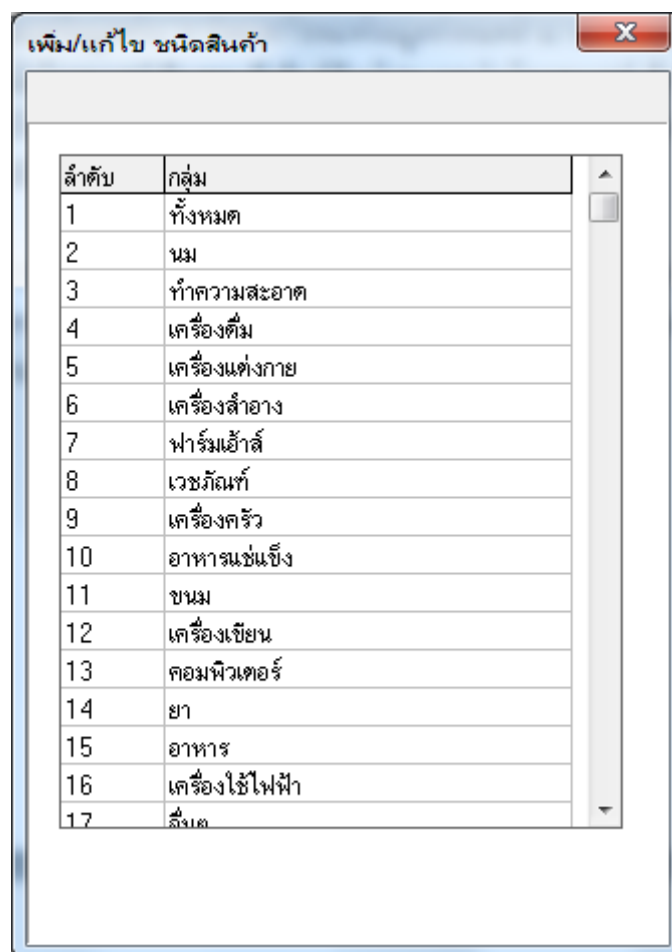 เพิ่ม/แก้ไข ชนิดสินค้า
ลำดับ กลุ่ม
1 ทั้งหมด
2 นม
3 ทำความสะอาด
4 เครื่องดื่ม
5 เครื่องแต่งกาย
6 เครื่องสำอาง
7 ฟาร์มเฮ้าส์
8 เวชภัณฑ์
9 เครื่องครัว
10 อาหารแช่แข็ง
11 ขนม
12 เครื่องเขียน
13 คอมพิวเตอร์
14 ยา
15 อาหาร
16 เครื่องใช้ไฟฟ้า
17